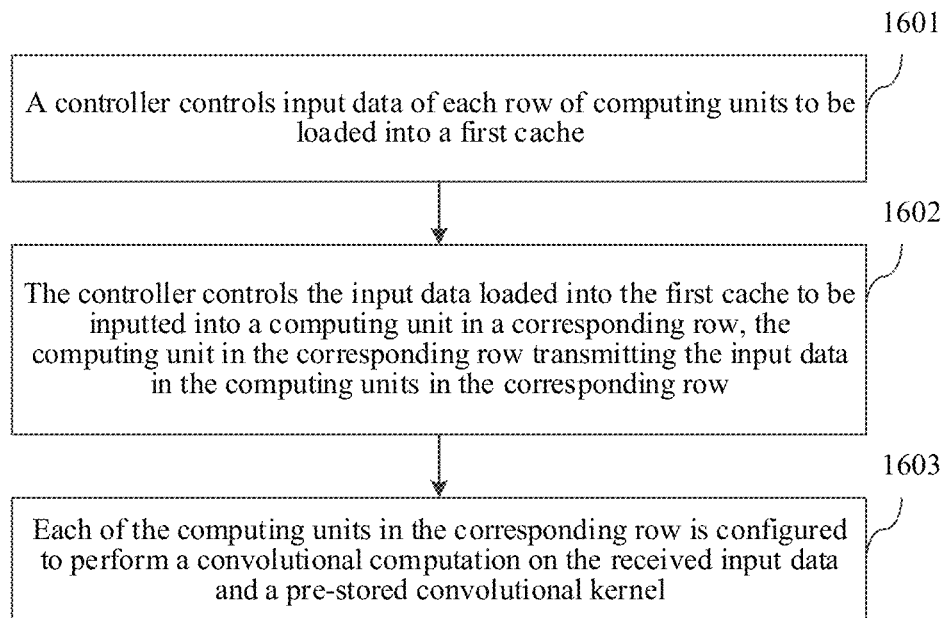 1601
A controller controls input data of each row of computing units to be
loaded into a first cache
1602
The controller controls the input data loaded into the first cache to be
inputted into a computing unit in a corresponding row, the
computing unit in the corresponding row transmitting the input data
in the computing units in the corresponding row
1603
Each of the computing units in the corresponding row is configured
to perform a convolutional computation on the received input data
and a pre-stored convolutional kernel